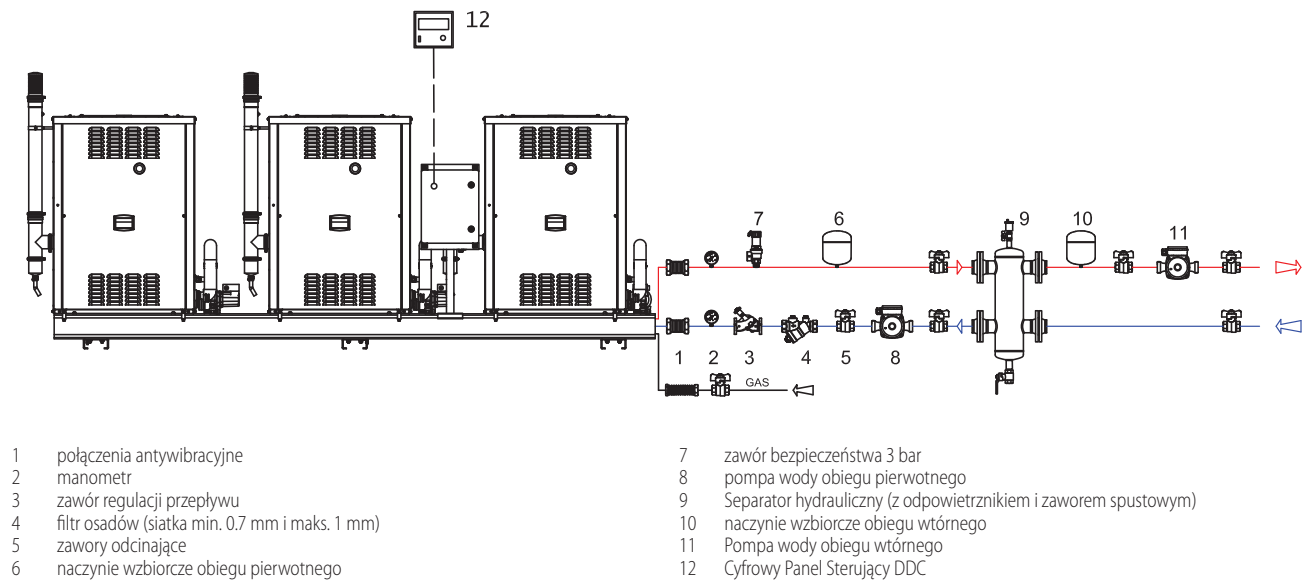 12
7
6
9
10
11
1
2
3
4
5
8
GAS
1 połączenia antywibracyjne
2 manometr
3 zawór regulacji przepływu
4 filtr osadów (siatka min. 0.7 mm i maks. 1 mm)
5 zawory odcinające
6 naczynie wzbiorcze obiegu pierwotnego
7 zawór bezpieczeństwa 3 bar
8 pompa wody obiegu pierwotnego
9 Separator hydrauliczny (z odpowietrznikiem i zaworem spustowym)
10 naczynie wzbiorcze obiegu wtórnego
11 Pompa wody obiegu wtórnego
12 Cyfrowy Panel Sterujący DDC